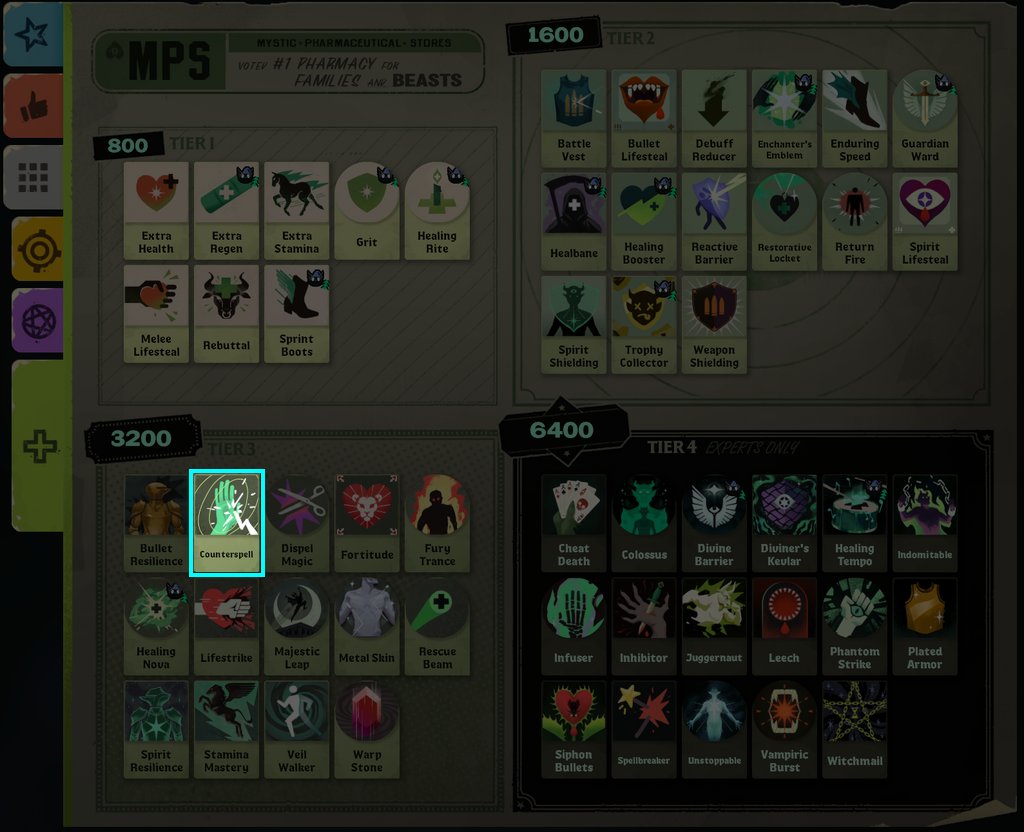 MPS
MYSTIC • PHARMACEUTICAL • STORES
VOTED #1 PHARMACY FOR
FAMILIES AND BEASTS
800 TIER 1
Extra
Health
Extra
Regen
Extra
Stamina
Grit
Healing
Rite
Melee
Lifesteal
Rebuttal
Sprint
Boots
1600 TIER 2
Battle
Vest
Bullet
Lifesteal
Debuff
Reducer
Enchanter's
Emblem
Enduring
Speed
Guardian
Ward
Healbane
Healing
Booster
Reactive
Barrier
Restorative
Locket
Return
Fire
Spirit
Lifesteal
Spirit
Shielding
Trophy
Collector
Weapon
Shielding
3200 TIER 3
Bullet
Resilience
Counterspell
Dispel
Magic
Fortitude
Fury
Trance
Healing
Nova
Lifestrike
Majestic
Leap
Metal Skin
Rescue
Beam
Spirit
Resilience
Stamina
Mastery
Veil
Walker
Warp
Stone
6400 TIER 4 EXPERTS ONLY
Cheat
Death
Colossus
Divine
Barrier
Diviner's
Kevlar
Healing
Tempo
Indomitable
Infuser
Inhibitor
Juggernaut
Leech
Phantom
Strike
Plated
Armor
Siphon
Bullets
Spellbreaker
Unstoppable
Vampiric
Burst
Witchmail